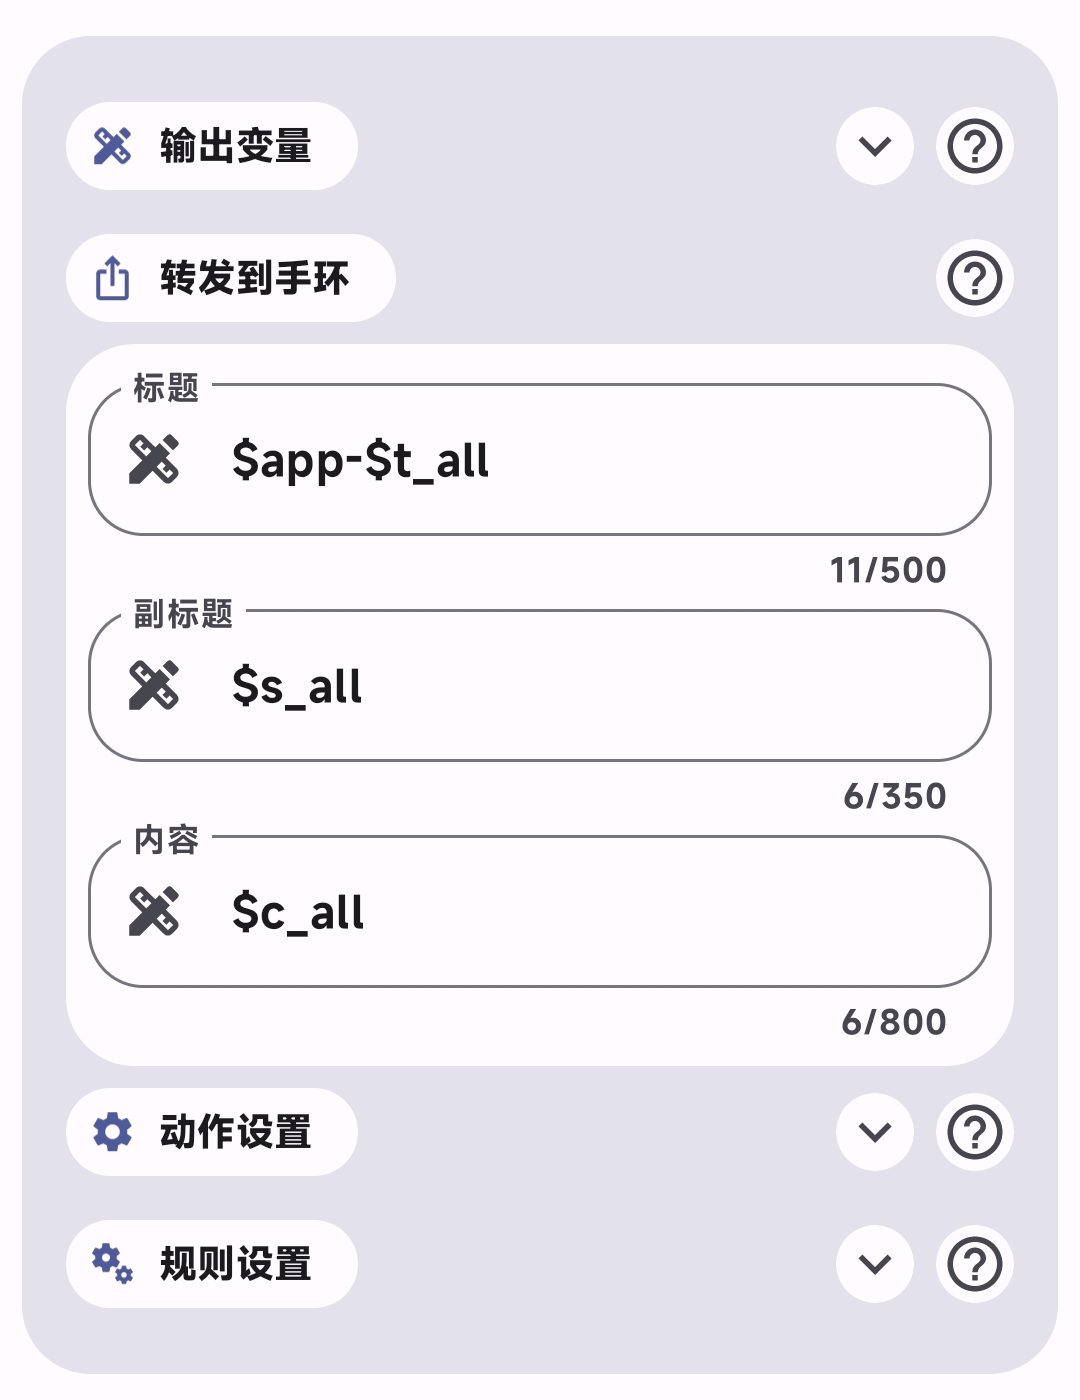 输出变量
转发到手环
标题
$app-$t_all
11/500
副标题
$s_all
6/350
内容
$c_all
6/800
动作设置
规则设置